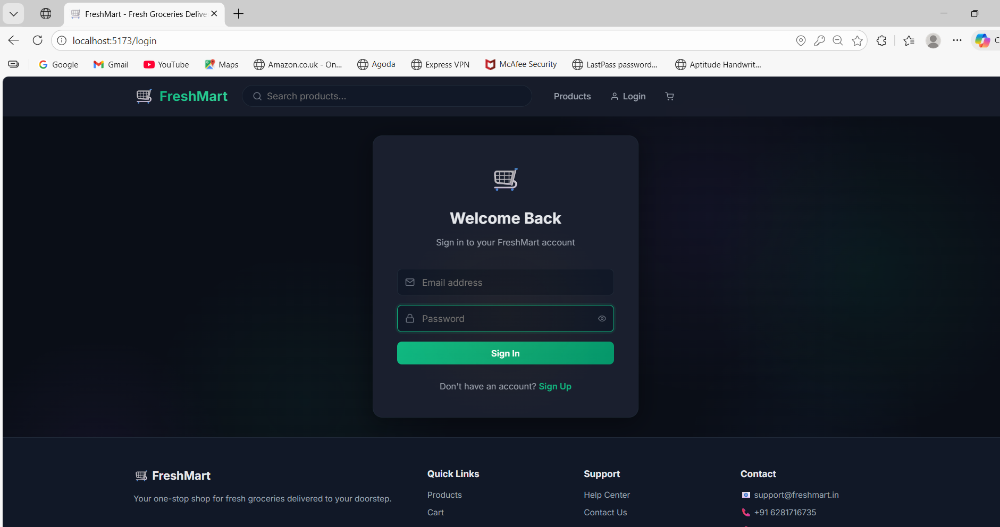 FreshMart - Fresh Groceries Delive
localhost:5173/login
Google Gmail YouTube Maps Amazon.co.uk - On... Agoda Express VPN McAfee Security LastPass password... Aptitude Handwrit...
FreshMart Search products... Products Login
Welcome Back
Sign in to your FreshMart account
Email address
Password
Sign In
Don't have an account? Sign Up
FreshMart
Your one-stop shop for fresh groceries delivered to your doorstep.
Quick Links
Products
Cart
Support
Help Center
Contact Us
Contact
support@freshmart.in
+91 6281716735